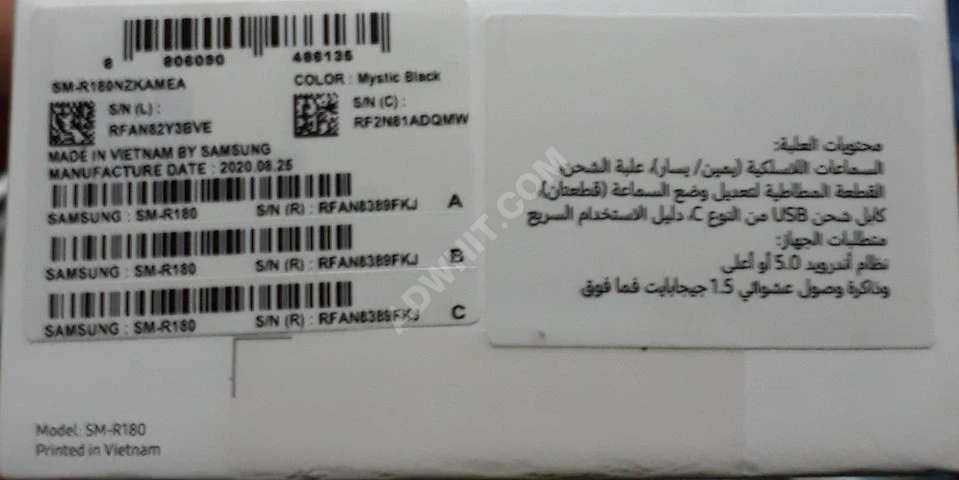 8 806090 486135
SM-R180NZKAMEA
COLOR : Mystic Black
S/N (L) :
RFAN82Y3BVE
S/N (C) :
RF2N81ADQMW
MADE IN VIETNAM BY SAMSUNG
MANUFACTURE DATE : 2020.08.25
SAMSUNG : SM-R180 S/N (R) : RFAN8389FKJ A
SAMSUNG : SM-R180 S/N (R) : RFAN8389FKJ B
SAMSUNG : SM-R180 S/N (R) : RFAN8389FKJ C
محتويات العلبة:
السماعات اللاسلكية (يمين/ يسار)، علبة الشحن
القطعة المطاطية لتعديل وضع السماعة (قطعتان)،
كابل شحن USB من النوع C، دليل الاستخدام السريع
متطلبات الجهاز:
نظام أندرويد 5.0 أو أعلى
وذاكرة وصول عشوائي 1.5 جيجابايت فما فوق
Model: SM-R180
Printed in Vietnam
ADWHIT.COM